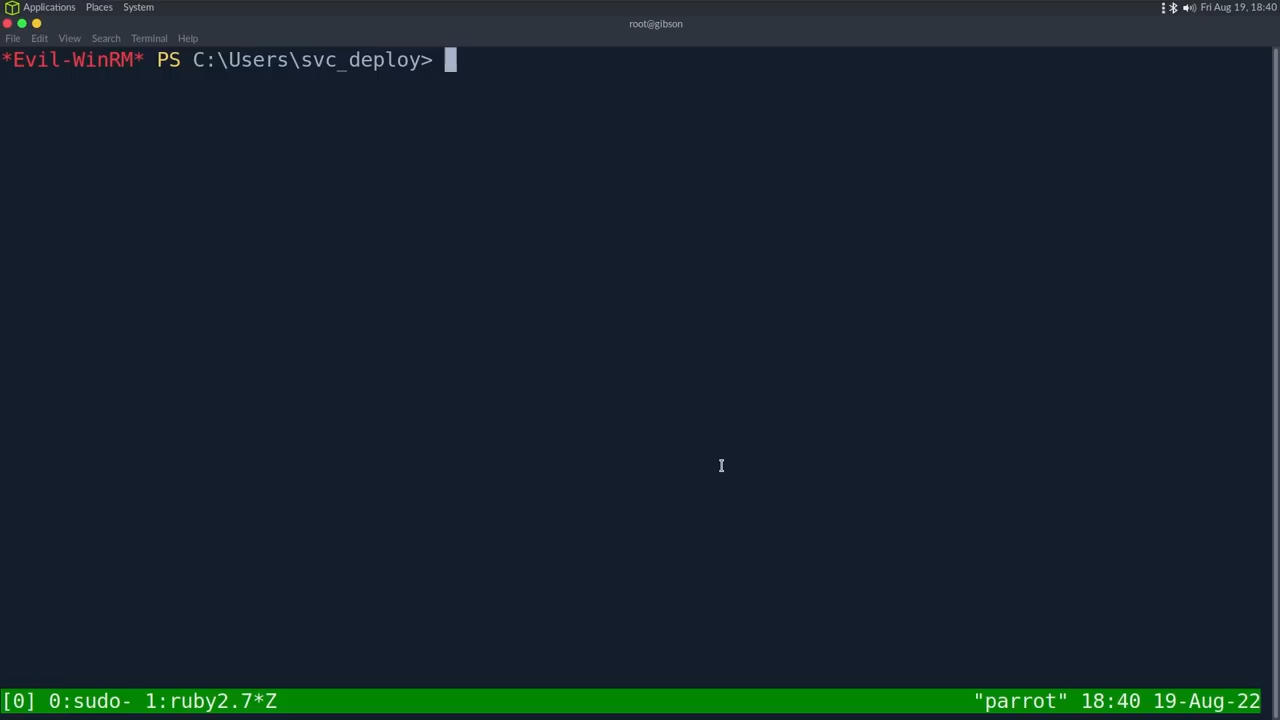 Applications Places System Fri Aug 19, 18:40
root@gibson
File Edit View Search Terminal Help
*Evil-WinRM* PS C:\Users\svc_deploy>
[0] 0:sudo- 1:ruby2.7*Z "parrot" 18:40 19-Aug-22